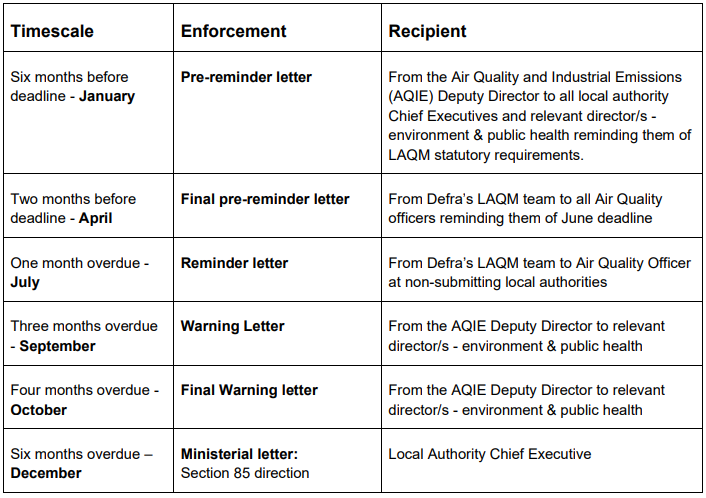 Timescale
Enforcement
Recipient
Six months before
deadline - January
Pre-reminder letter
From the Air Quality and Industrial Emissions
(AQIE) Deputy Director to all local authority
Chief Executives and relevant director/s -
environment & public health reminding them of
LAQM statutory requirements.
Two months before
deadline - April
Final pre-reminder letter
From Defra’s LAQM team to all Air Quality
officers reminding them of June deadline
One month overdue -
July
Reminder letter
From Defra’s LAQM team to Air Quality Officer
at non-submitting local authorities
Three months overdue
- September
Warning Letter
From the AQIE Deputy Director to relevant
director/s - environment & public health
Four months overdue -
October
Final Warning letter
From the AQIE Deputy Director to relevant
director/s - environment & public health
Six months overdue –
December
Ministerial letter:
Section 85 direction
Local Authority Chief Executive